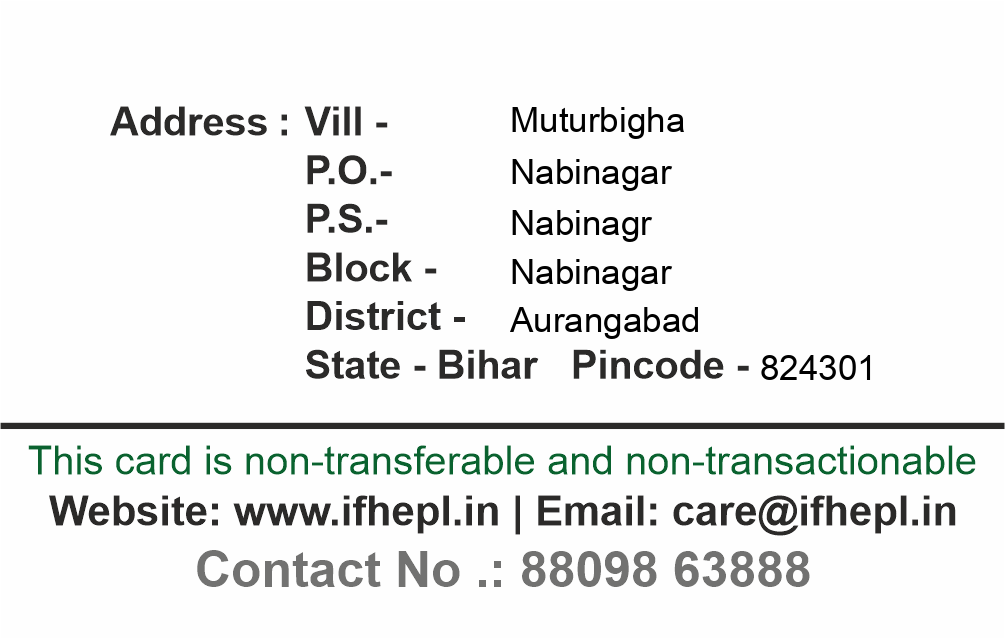 Address : Vill - Muturbigha
P.O.- Nabinagar
P.S.- Nabinagr
Block - Nabinagar
District - Aurangabad
State - Bihar Pincode - 824301
This card is non-transferable and non-transactionable
Website: www.ifhepl.in | Email: care@ifhepl.in
Contact No .: 88098 63888